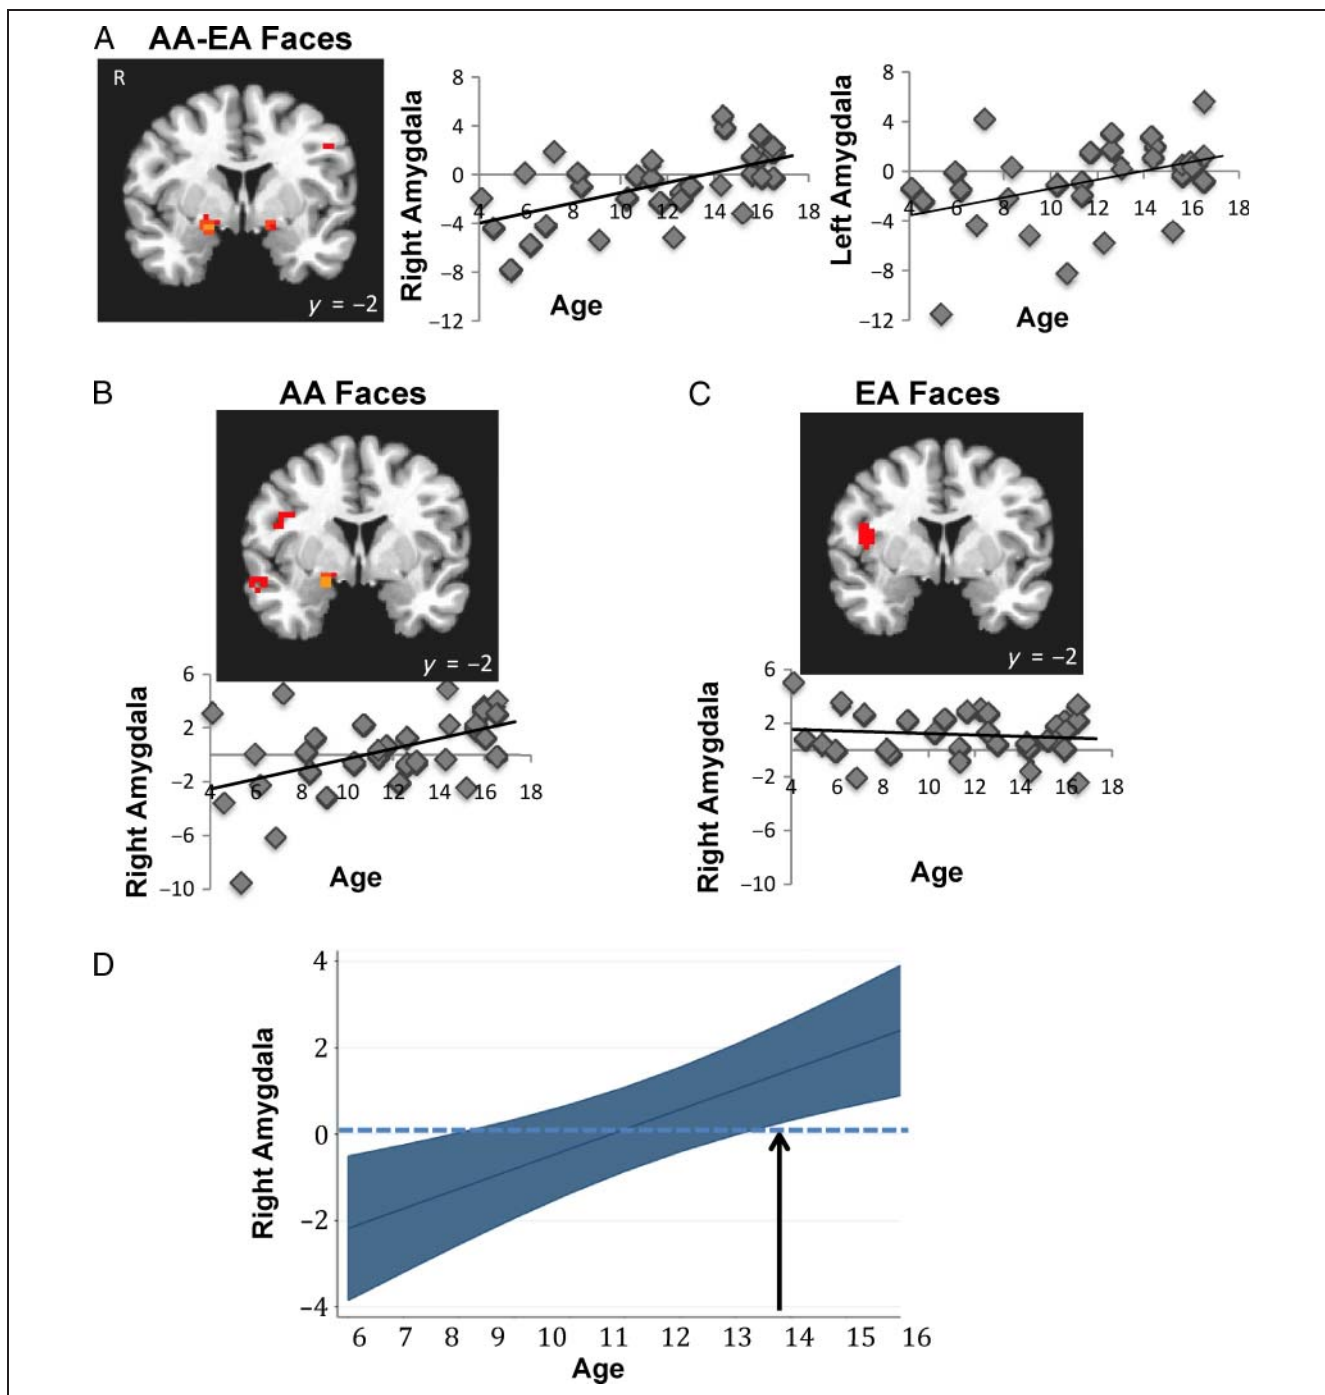 A AA-EA Faces
R
y = −2
Right Amygdala
8
4
0
−4
−8
−12
4 6 8 10 12 14 16 18
Age
Left Amygdala
8
4
0
−4
−8
−12
4 6 8 10 12 14 16 18
Age
B AA Faces
y = −2
Right Amygdala
6
2
−2
−6
−10
4 6 8 10 12 14 16 18
Age
C EA Faces
y = −2
Right Amygdala
6
2
−2
−6
−10
4 6 8 10 12 14 16 18
Age
D
Right Amygdala
4
2
0
−2
−4
6 7 8 9 10 11 12 13 14 15 16
Age